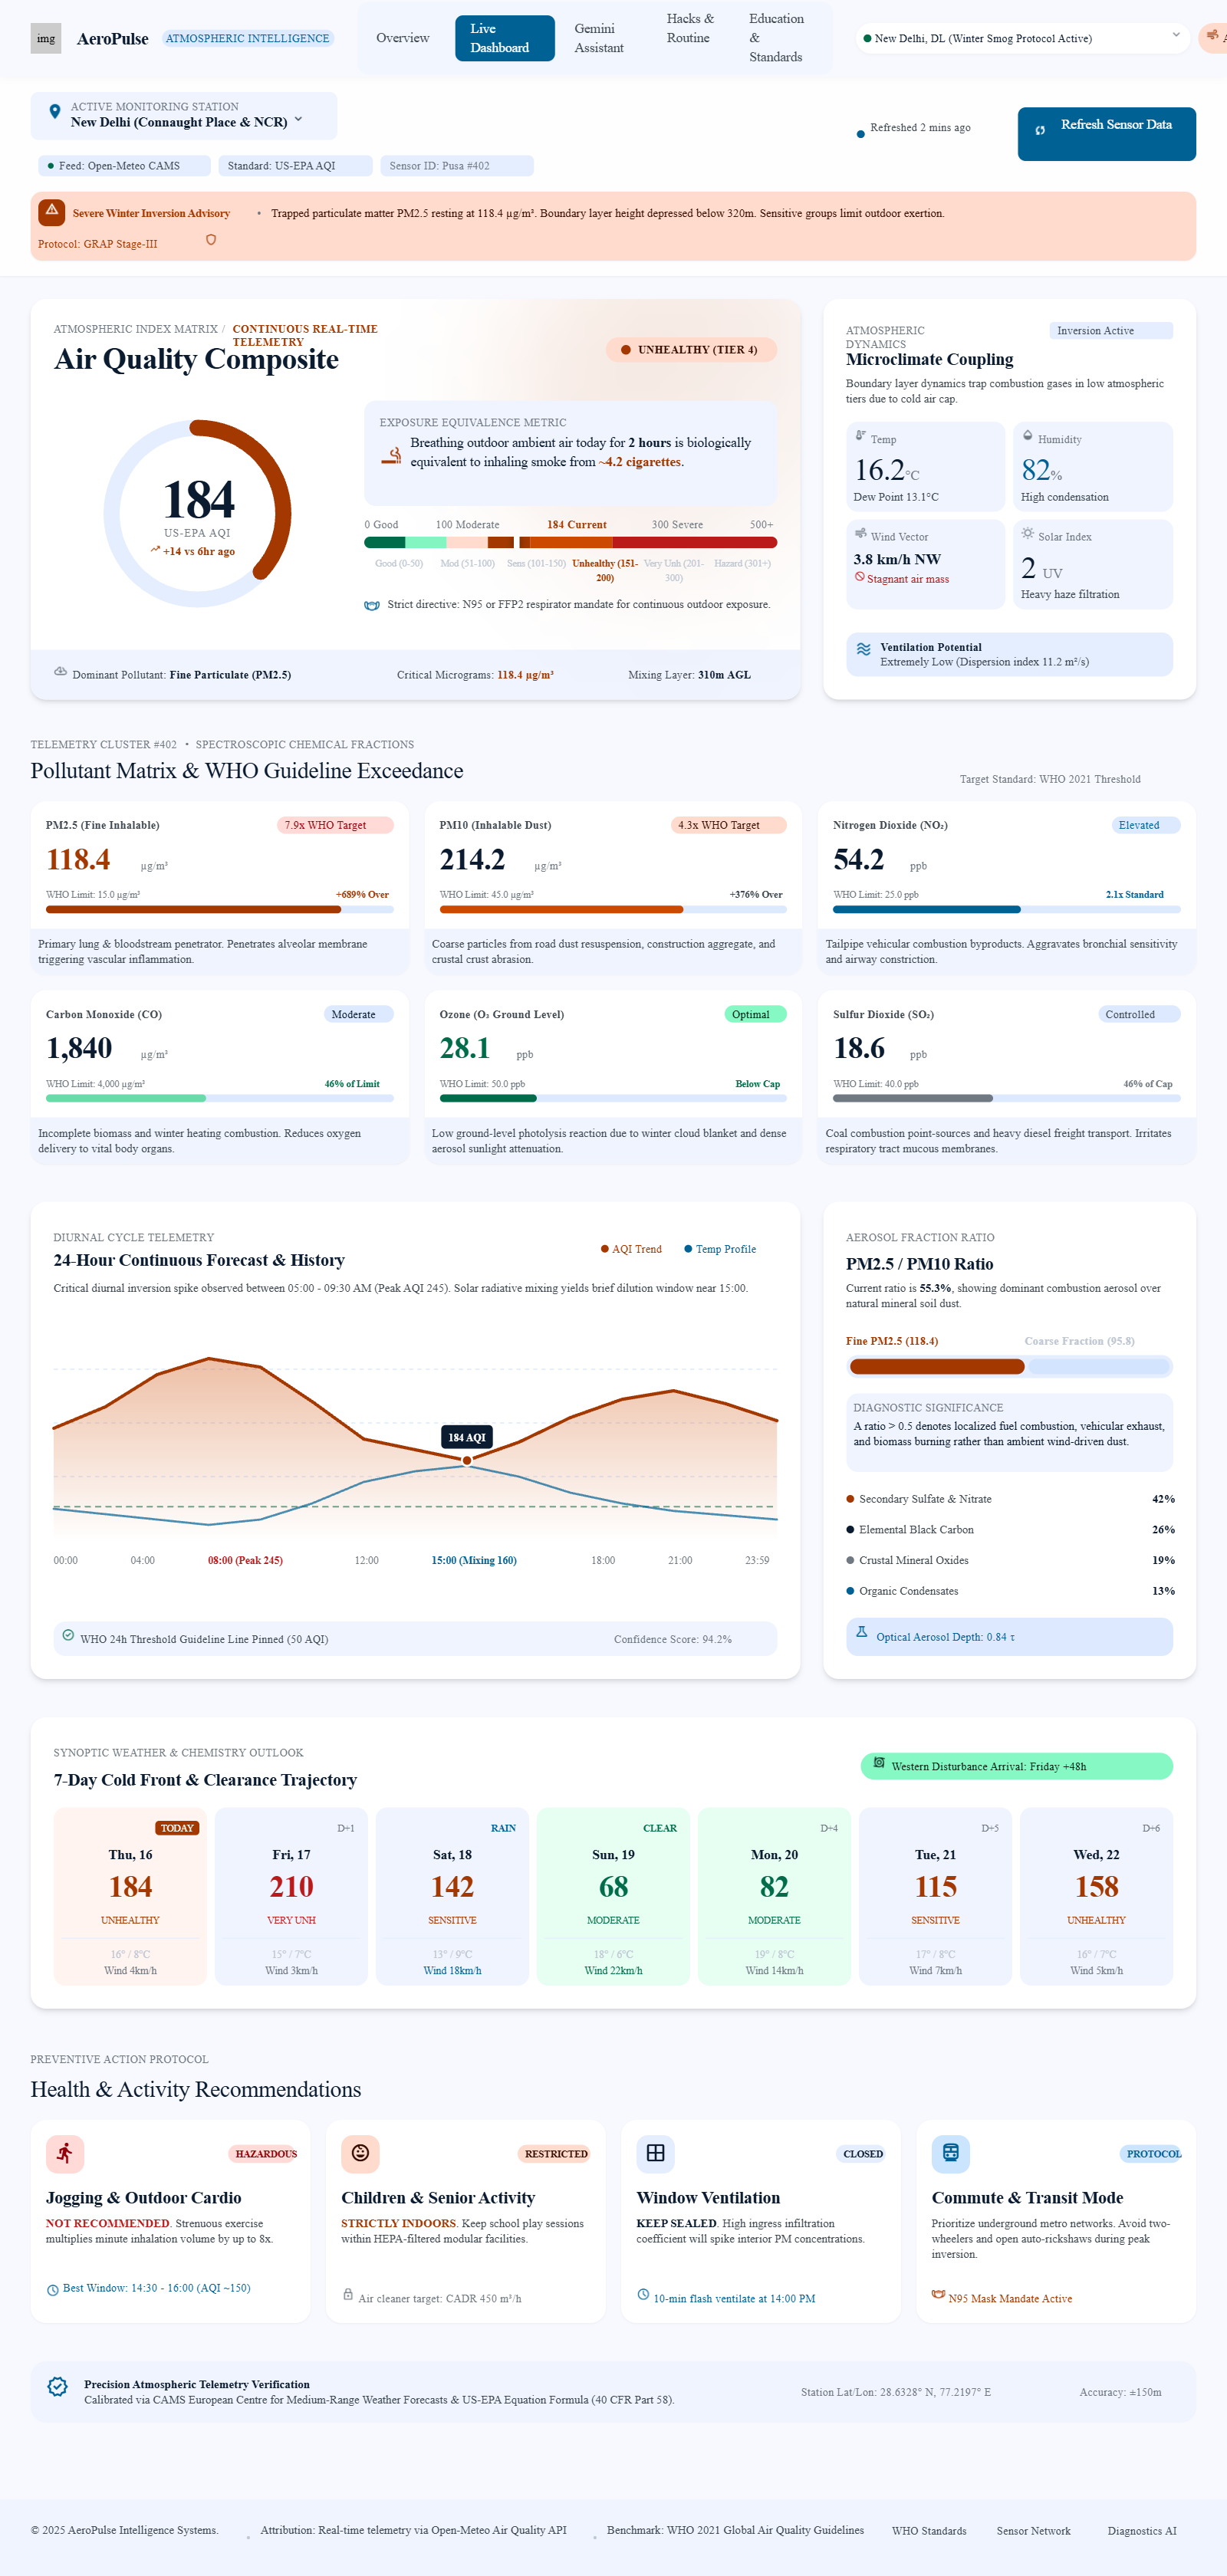 img
AeroPulse
ATMOSPHERIC INTELLIGENCE
Overview
Live
Dashboard
Gemini
Assistant
Hacks &
Routine
Education
&
Standards
New Delhi, DL (Winter Smog Protocol Active)
ACTIVE MONITORING STATION
New Delhi (Connaught Place & NCR)
Refreshed 2 mins ago
Refresh Sensor Data
Feed: Open-Meteo CAMS
Standard: US-EPA AQI
Sensor ID: Pusa #402
Severe Winter Inversion Advisory • Trapped particulate matter PM2.5 resting at 118.4 µg/m³. Boundary layer height depressed below 320m. Sensitive groups limit outdoor exertion.
Protocol: GRAP Stage-III
ATMOSPHERIC INDEX MATRIX / CONTINUOUS REAL-TIME
TELEMETRY
Air Quality Composite
UNHEALTHY (TIER 4)
184
US-EPA AQI
+14 vs 6hr ago
EXPOSURE EQUIVALENCE METRIC
Breathing outdoor ambient air today for 2 hours is biologically
equivalent to inhaling smoke from ~4.2 cigarettes.
0 Good
100 Moderate
184 Current
300 Severe
500+
Good (0-50)
Mod (51-100)
Sens (101-150)
Unhealthy (151-
200)
Very Unh (201-
300)
Hazard (301+)
Strict directive: N95 or FFP2 respirator mandate for continuous outdoor exposure.
Dominant Pollutant: Fine Particulate (PM2.5)
Critical Micrograms: 118.4 µg/m³
Mixing Layer: 310m AGL
ATMOSPHERIC
DYNAMICS
Inversion Active
Microclimate Coupling
Boundary layer dynamics trap combustion gases in low atmospheric
tiers due to cold air cap.
Temp
16.2°C
Dew Point 13.1°C
Humidity
82%
High condensation
Wind Vector
3.8 km/h NW
Stagnant air mass
Solar Index
2 UV
Heavy haze filtration
Ventilation Potential
Extremely Low (Dispersion index 11.2 m²/s)
TELEMETRY CLUSTER #402 • SPECTROSCOPIC CHEMICAL FRACTIONS
Pollutant Matrix & WHO Guideline Exceedance
Target Standard: WHO 2021 Threshold
PM2.5 (Fine Inhalable)
7.9x WHO Target
118.4 µg/m³
WHO Limit: 15.0 µg/m³
+689% Over
Primary lung & bloodstream penetrator. Penetrates alveolar membrane
triggering vascular inflammation.
PM10 (Inhalable Dust)
4.3x WHO Target
214.2 µg/m³
WHO Limit: 45.0 µg/m³
+376% Over
Coarse particles from road dust resuspension, construction aggregate, and
crustal crust abrasion.
Nitrogen Dioxide (NO₂)
Elevated
54.2 ppb
WHO Limit: 25.0 ppb
2.1x Standard
Tailpipe vehicular combustion byproducts. Aggravates bronchial sensitivity
and airway constriction.
Carbon Monoxide (CO)
Moderate
1,840 µg/m³
WHO Limit: 4,000 µg/m³
46% of Limit
Incomplete biomass and winter heating combustion. Reduces oxygen
delivery to vital body organs.
Ozone (O₃ Ground Level)
Optimal
28.1 ppb
WHO Limit: 50.0 ppb
Below Cap
Low ground-level photolysis reaction due to winter cloud blanket and dense
aerosol sunlight attenuation.
Sulfur Dioxide (SO₂)
Controlled
18.6 ppb
WHO Limit: 40.0 ppb
46% of Cap
Coal combustion point-sources and heavy diesel freight transport. Irritates
respiratory tract mucous membranes.
DIURNAL CYCLE TELEMETRY
24-Hour Continuous Forecast & History
AQI Trend
Temp Profile
Critical diurnal inversion spike observed between 05:00 - 09:30 AM (Peak AQI 245). Solar radiative mixing yields brief dilution window near 15:00.
184 AQI
00:00
04:00
08:00 (Peak 245)
12:00
15:00 (Mixing 160)
18:00
21:00
23:59
WHO 24h Threshold Guideline Line Pinned (50 AQI)
Confidence Score: 94.2%
AEROSOL FRACTION RATIO
PM2.5 / PM10 Ratio
Current ratio is 55.3%, showing dominant combustion aerosol over
natural mineral soil dust.
Fine PM2.5 (118.4)
Coarse Fraction (95.8)
DIAGNOSTIC SIGNIFICANCE
A ratio > 0.5 denotes localized fuel combustion, vehicular exhaust,
and biomass burning rather than ambient wind-driven dust.
Secondary Sulfate & Nitrate 42%
Elemental Black Carbon 26%
Crustal Mineral Oxides 19%
Organic Condensates 13%
Optical Aerosol Depth: 0.84 τ
SYNOPTIC WEATHER & CHEMISTRY OUTLOOK
7-Day Cold Front & Clearance Trajectory
Western Disturbance Arrival: Friday +48h
TODAY
Thu, 16
184
UNHEALTHY
16° / 8°C
Wind 4km/h
D+1
Fri, 17
210
VERY UNH
15° / 7°C
Wind 3km/h
RAIN
Sat, 18
142
SENSITIVE
13° / 9°C
Wind 18km/h
CLEAR
Sun, 19
68
MODERATE
18° / 6°C
Wind 22km/h
D+4
Mon, 20
82
MODERATE
19° / 8°C
Wind 14km/h
D+5
Tue, 21
115
SENSITIVE
17° / 8°C
Wind 7km/h
D+6
Wed, 22
158
UNHEALTHY
16° / 7°C
Wind 5km/h
PREVENTIVE ACTION PROTOCOL
Health & Activity Recommendations
HAZARDOUS
Jogging & Outdoor Cardio
NOT RECOMMENDED. Strenuous exercise
multiplies minute inhalation volume by up to 8x.
Best Window: 14:30 - 16:00 (AQI ~150)
RESTRICTED
Children & Senior Activity
STRICTLY INDOORS. Keep school play sessions
within HEPA-filtered modular facilities.
Air cleaner target: CADR 450 m³/h
CLOSED
Window Ventilation
KEEP SEALED. High ingress infiltration
coefficient will spike interior PM concentrations.
10-min flash ventilate at 14:00 PM
PROTOCOL
Commute & Transit Mode
Prioritize underground metro networks. Avoid two-
wheelers and open auto-rickshaws during peak
inversion.
N95 Mask Mandate Active
Precision Atmospheric Telemetry Verification
Calibrated via CAMS European Centre for Medium-Range Weather Forecasts & US-EPA Equation Formula (40 CFR Part 58).
Station Lat/Lon: 28.6328° N, 77.2197° E
Accuracy: ±150m
© 2025 AeroPulse Intelligence Systems.
Attribution: Real-time telemetry via Open-Meteo Air Quality API
Benchmark: WHO 2021 Global Air Quality Guidelines
WHO Standards
Sensor Network
Diagnostics AI